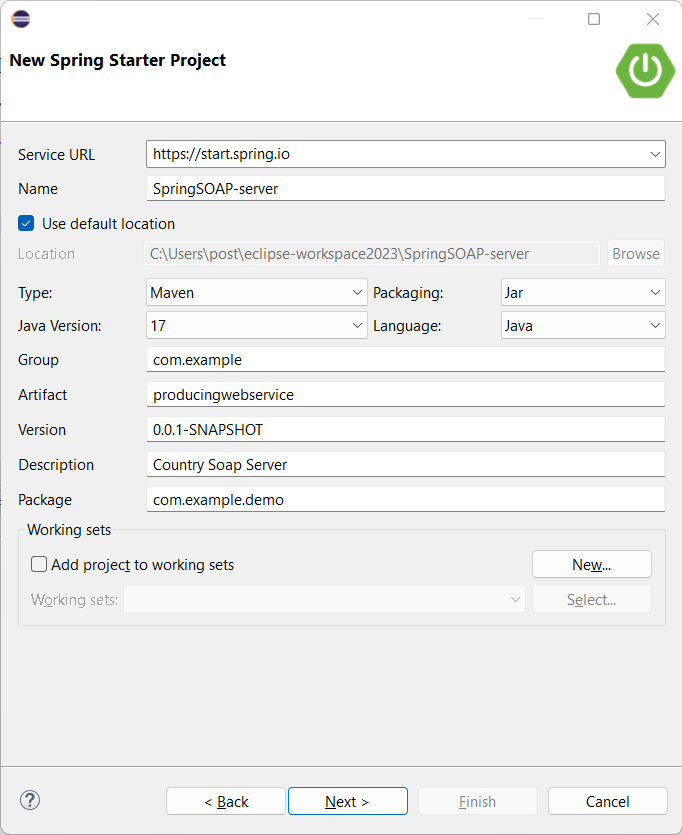 New Spring Starter Project
Service URL https://start.spring.io
Name SpringSOAP-server
Use default location
Location C:\Users\post\eclipse-workspace2023\SpringSOAP-server Browse
Type: Maven Packaging: Jar
Java Version: 17 Language: Java
Group com.example
Artifact producingwebservice
Version 0.0.1-SNAPSHOT
Description Country Soap Server
Package com.example.demo
Working sets
Add project to working sets New...
Working sets: Select...
? < Back Next > Finish Cancel